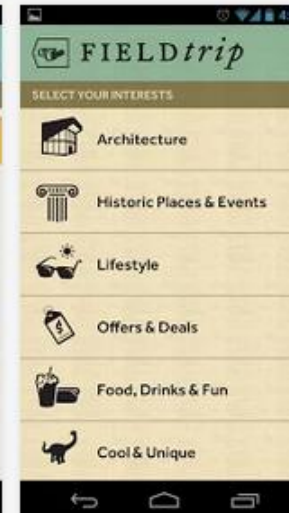 FIELDtrip
SELECT YOUR INTERESTS
Architecture
Historic Places & Events
Lifestyle
$
Offers & Deals
Food, Drinks & Fun
Cool & Unique